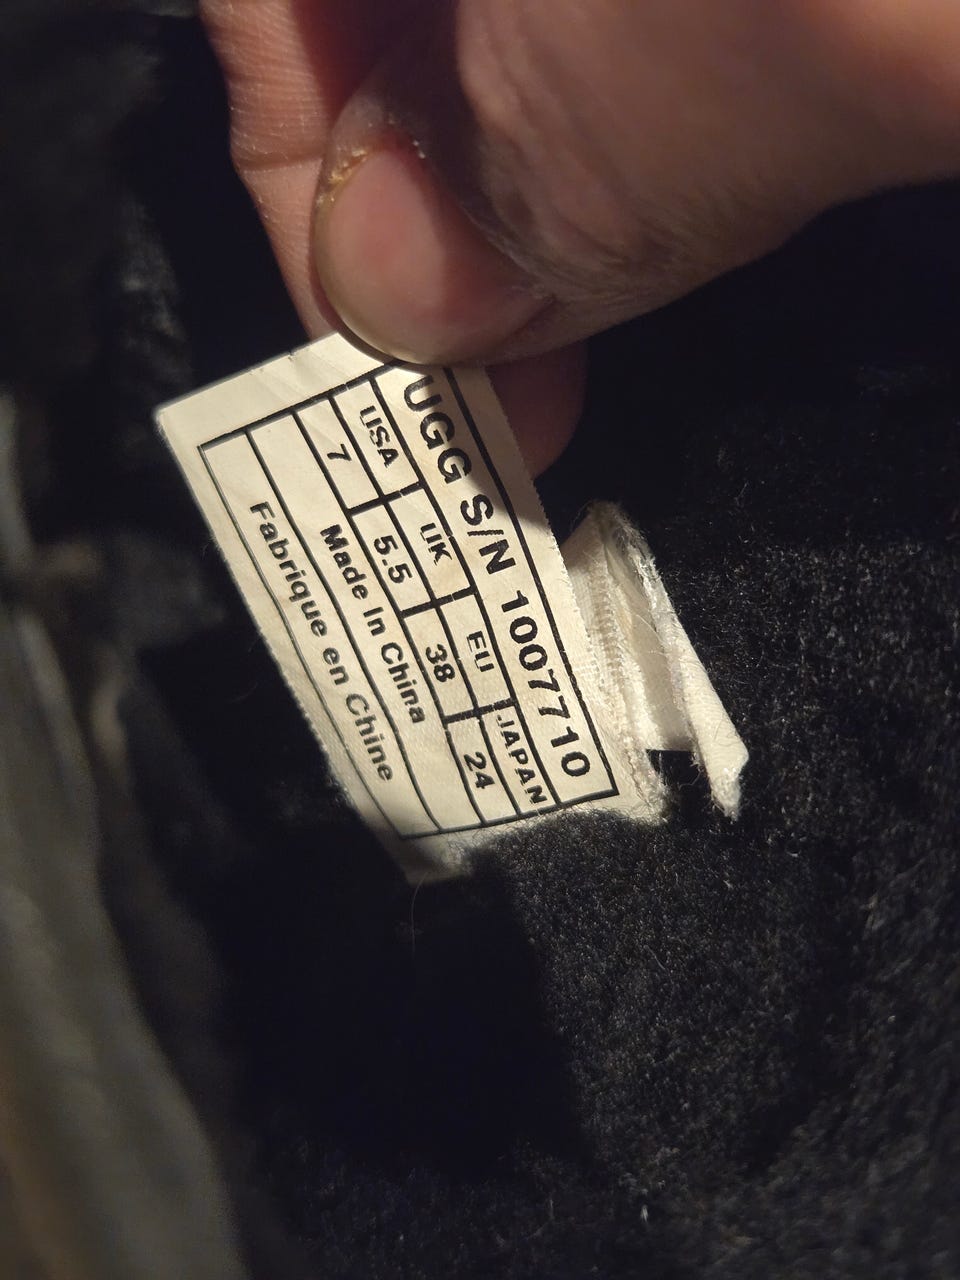 UGG S/N 1007710
USA UK EU JAPAN
7 5.5 38 24
Made In China
Fabrique en Chine